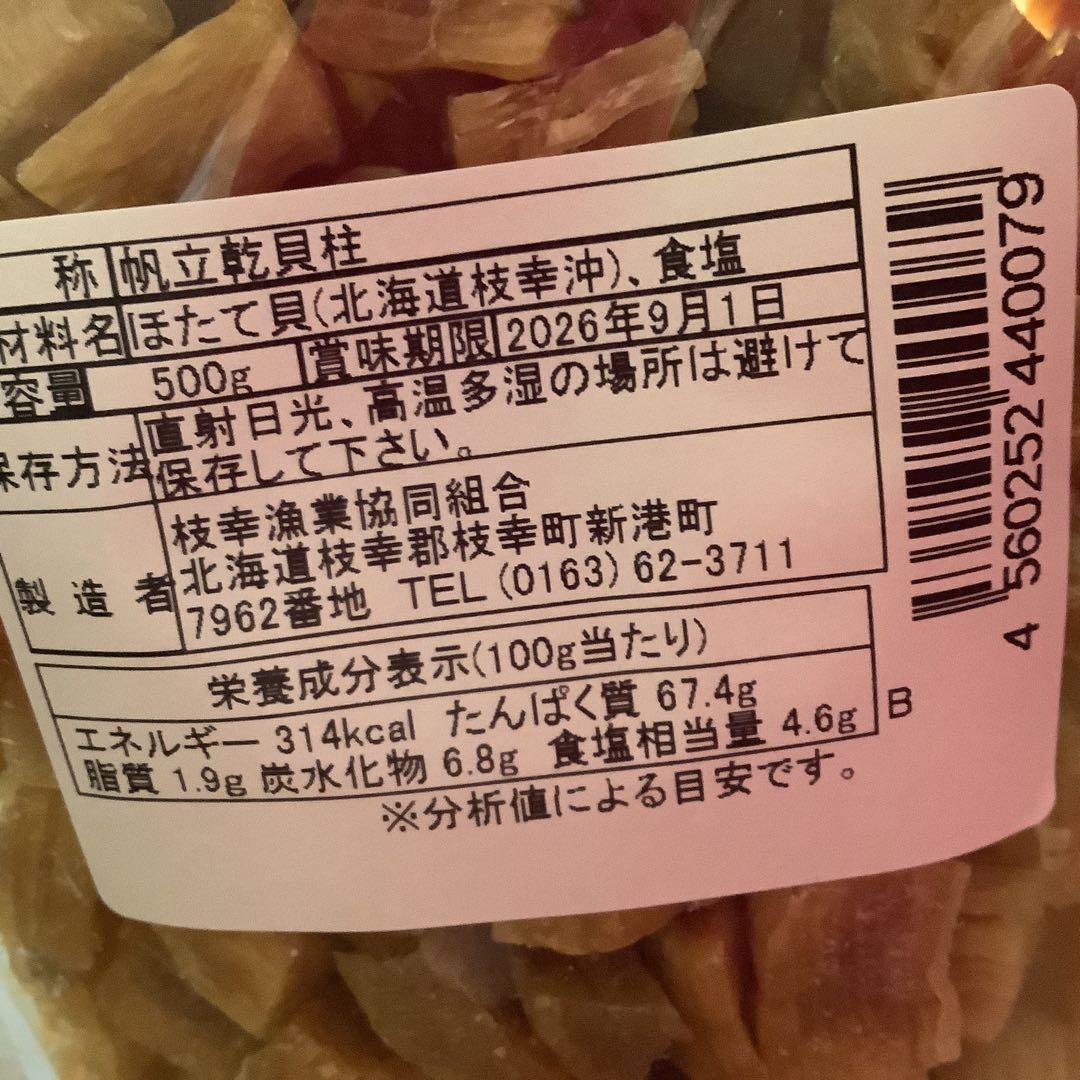 称 帆立乾貝柱
材料名 ほたて貝(北海道枝幸沖)、食塩
容量 500g 賞味期限 2026年9月1日
保存方法 直射日光、高温多湿の場所は避けて
保存して下さい。
枝幸漁業協同組合
製造者 北海道枝幸郡枝幸町新港町
7962番地 TEL (0163) 62-3711
栄養成分表示(100g当たり)
エネルギー 314kcal たんぱく質 67.4g
脂質 1.9g 炭水化物 6.8g 食塩相当量 4.6g
B
※分析値による目安です。
4 560252 440079